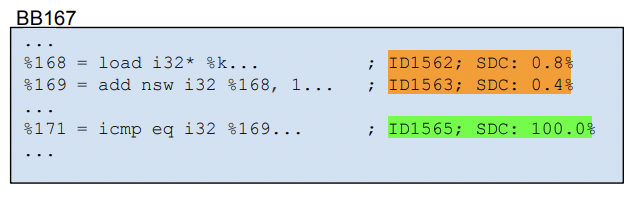 BB167
...
%168 = load i32* %k... ; ID1562; SDC: 0.8%
%169 = add nsw i32 %168, 1... ; ID1563; SDC: 0.4%
...
%171 = icmp eq i32 %169... ; ID1565; SDC: 100.0%
...